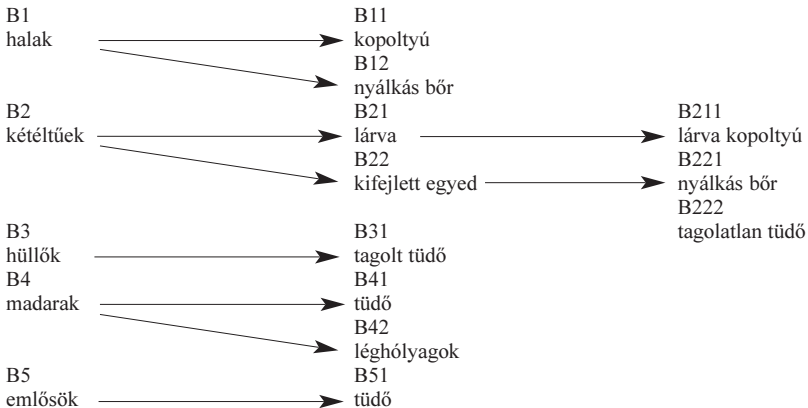 B1 B11
halak kopoltyú
B12
nyálkás bőr
B2 B21 B211
kétéltűek lárva lárva kopoltyú
B22 B221
kifejlett egyed nyálkás bőr
B222
B3 B31 tagolatlan tüdő
hüllők tagolt tüdő
B4 B41
madarak tüdő
B42
léghólyagok
B5 B51
emlősök tüdő